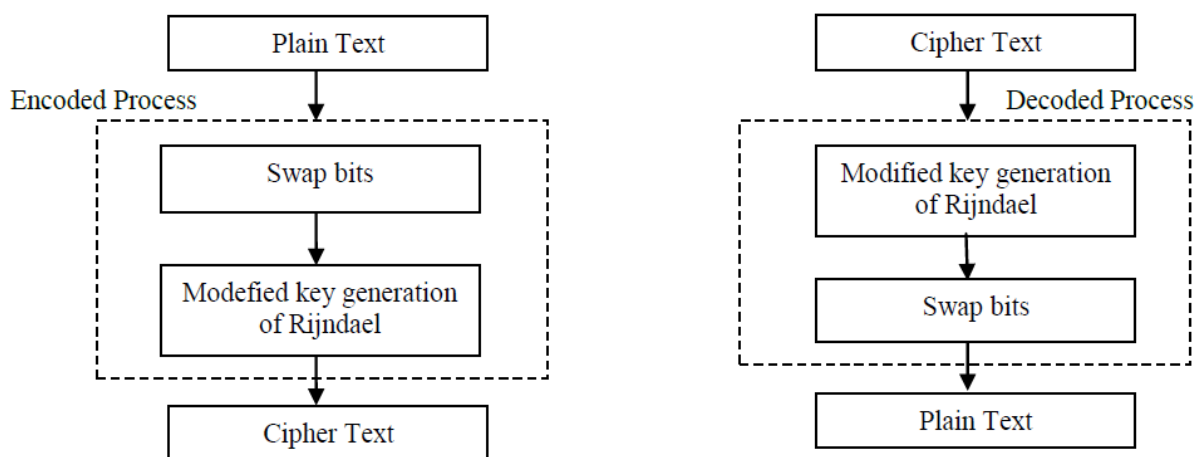 Plain Text
Encoded Process
Swap bits
Modefied key generation
of Rijndael
Cipher Text
Cipher Text
Decoded Process
Modified key generation
of Rijndael
Swap bits
Plain Text